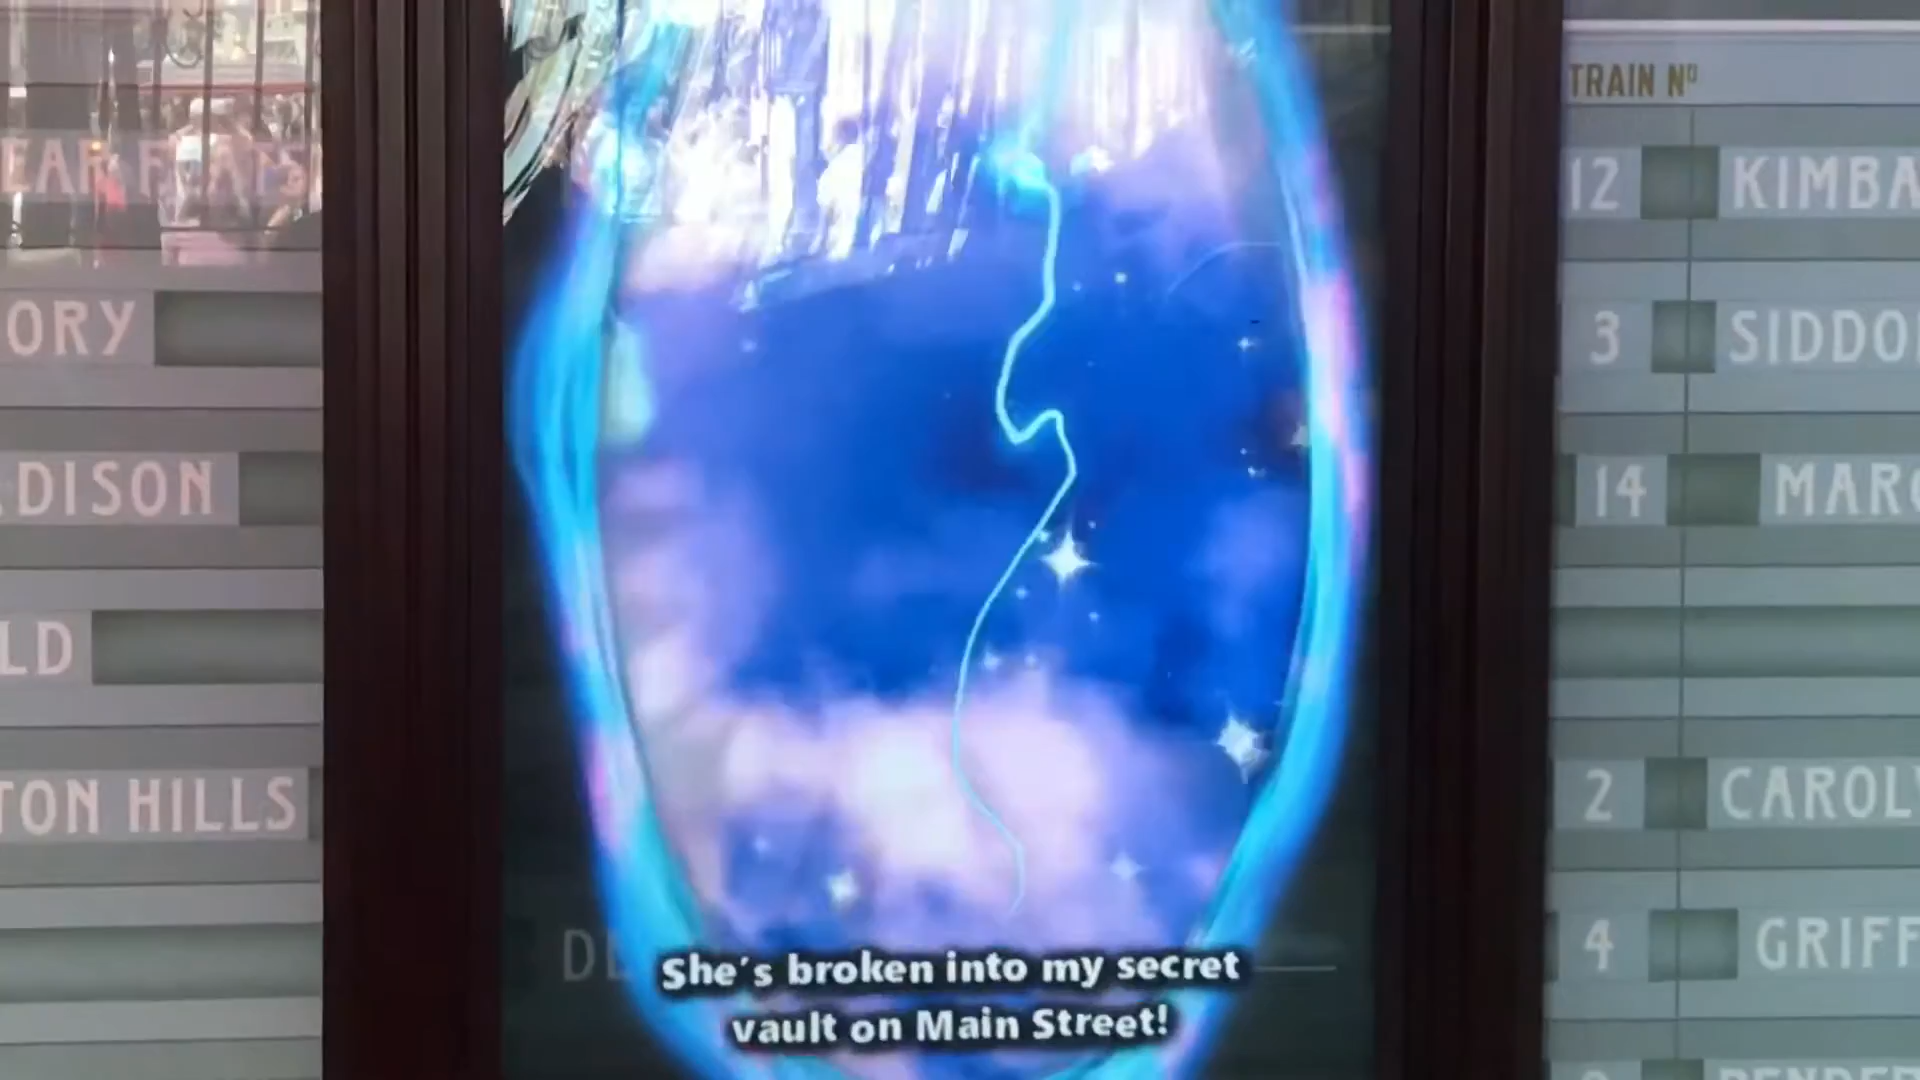 TRAIN Nº
12 KIMBA
ORY
3 SIDDO
DISON
14 MARC
LD
TON HILLS
2 CAROLY
4 GRIFF
She's broken into my secret
vault on Main Street!